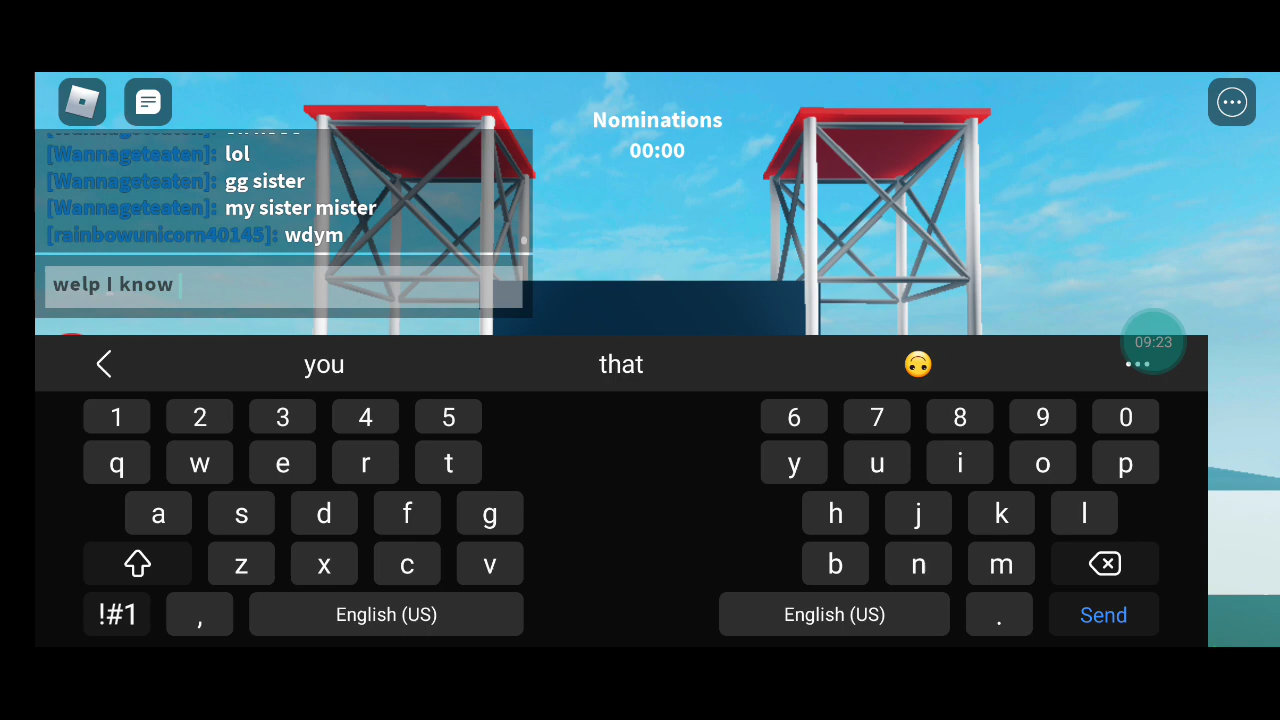 Nominations
00:00
[Wannageteaten]: lol
[Wannageteaten]: gg sister
[Wannageteaten]: my sister mister
[rainbowunicorn40145]: wdym
welp I know
09:23
you that 🙃
1 2 3 4 5 6 7 8 9 0
q w e r t y u i o p
a s d f g h j k l
z x c v b n m
!#1 , English (US) English (US) . Send